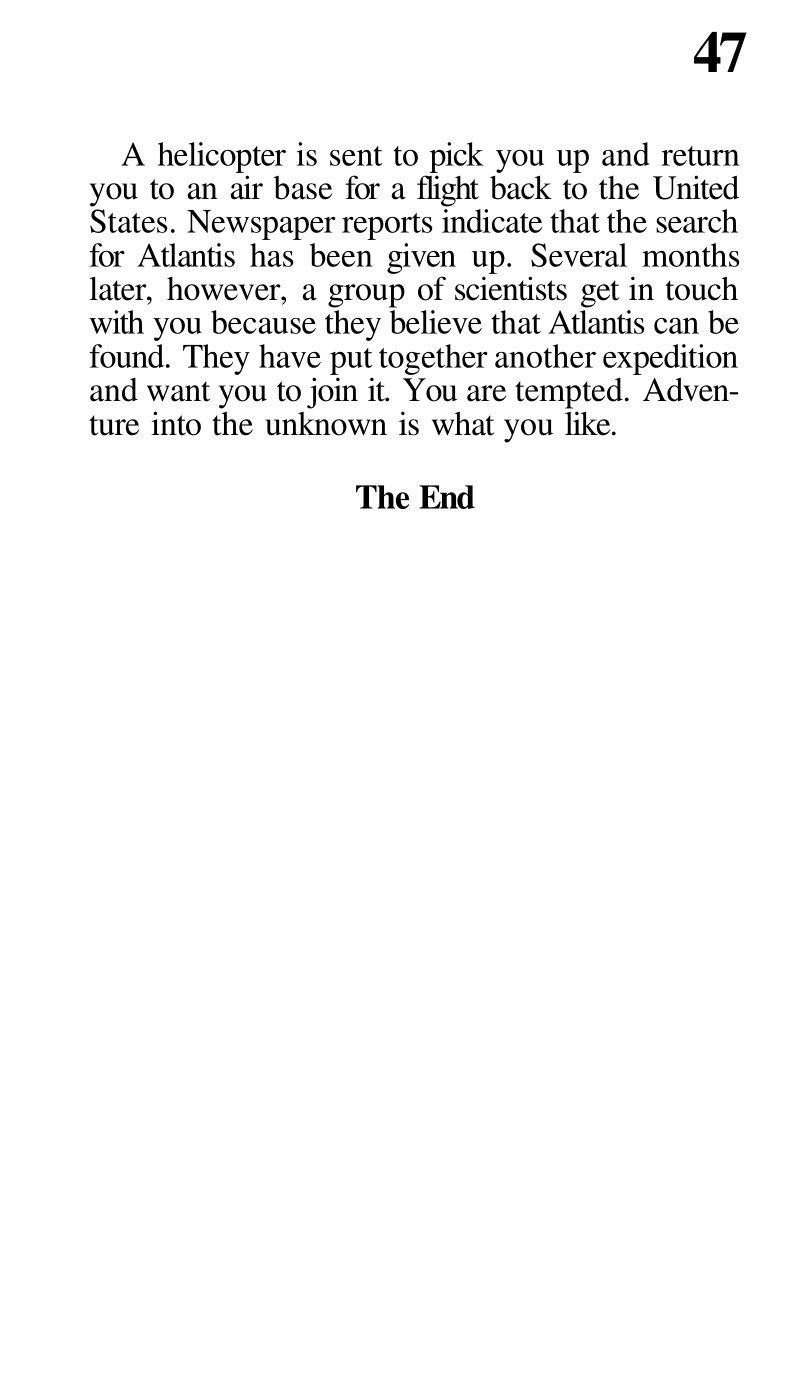 47
A helicopter is sent to pick you up and return
you to an air base for a flight back to the United
States. Newspaper reports indicate that the search
for Atlantis has been given up. Several months
later, however, a group of scientists get in touch
with you because they believe that Atlantis can be
found. They have put together another expedition
and want you to join it. You are tempted. Adven-
ture into the unknown is what you like.
The End